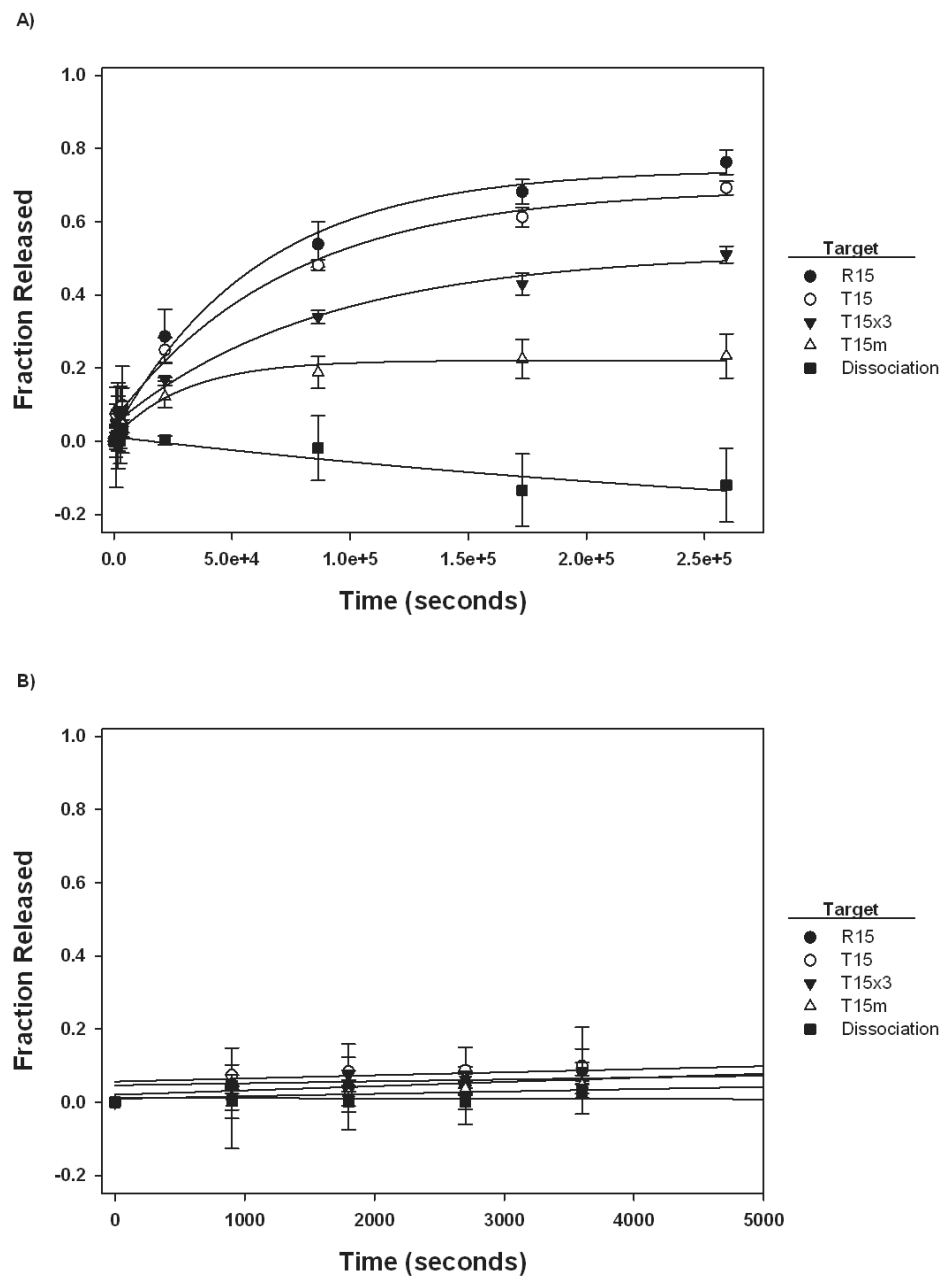 A)
1.0
0.8
0.6
0.4
0.2
0.0
-0.2
Fraction Released
0.0
5.0e+4
1.0e+5
1.5e+5
2.0e+5
2.5e+5
Time (seconds)
Target
R15
T15
T15x3
T15m
Dissociation
B)
1.0
0.8
0.6
0.4
0.2
0.0
-0.2
Fraction Released
0
1000
2000
3000
4000
5000
Time (seconds)
Target
R15
T15
T15x3
T15m
Dissociation